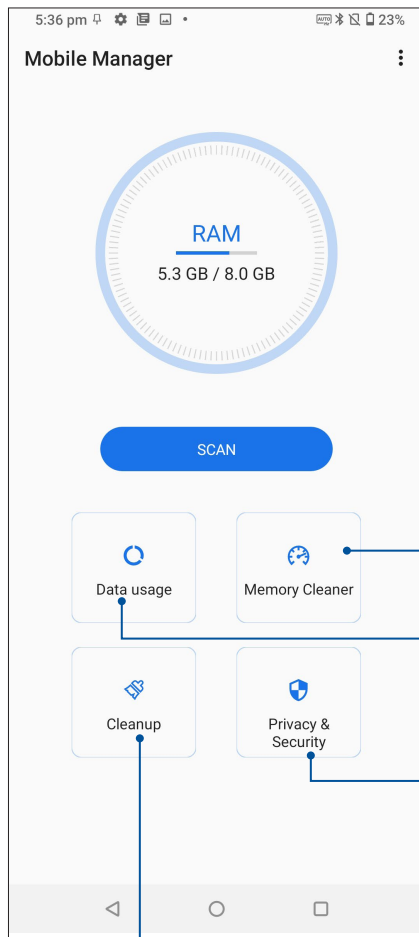 5:36 pm AUTO 23%
Mobile Manager
RAM
5.3 GB / 8.0 GB
SCAN
Data usage
Memory Cleaner
Cleanup
Privacy &
Security